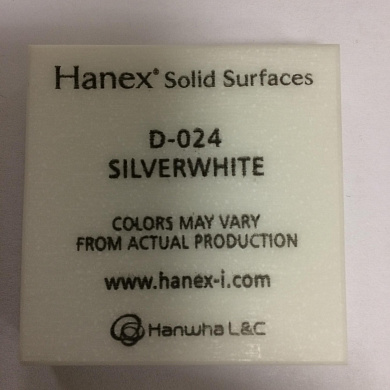 Hanex® Solid Surfaces
D-024
SILVERWHITE
COLORS MAY VARY
FROM ACTUAL PRODUCTION
www.hanex-i.com
Hanwha L&C